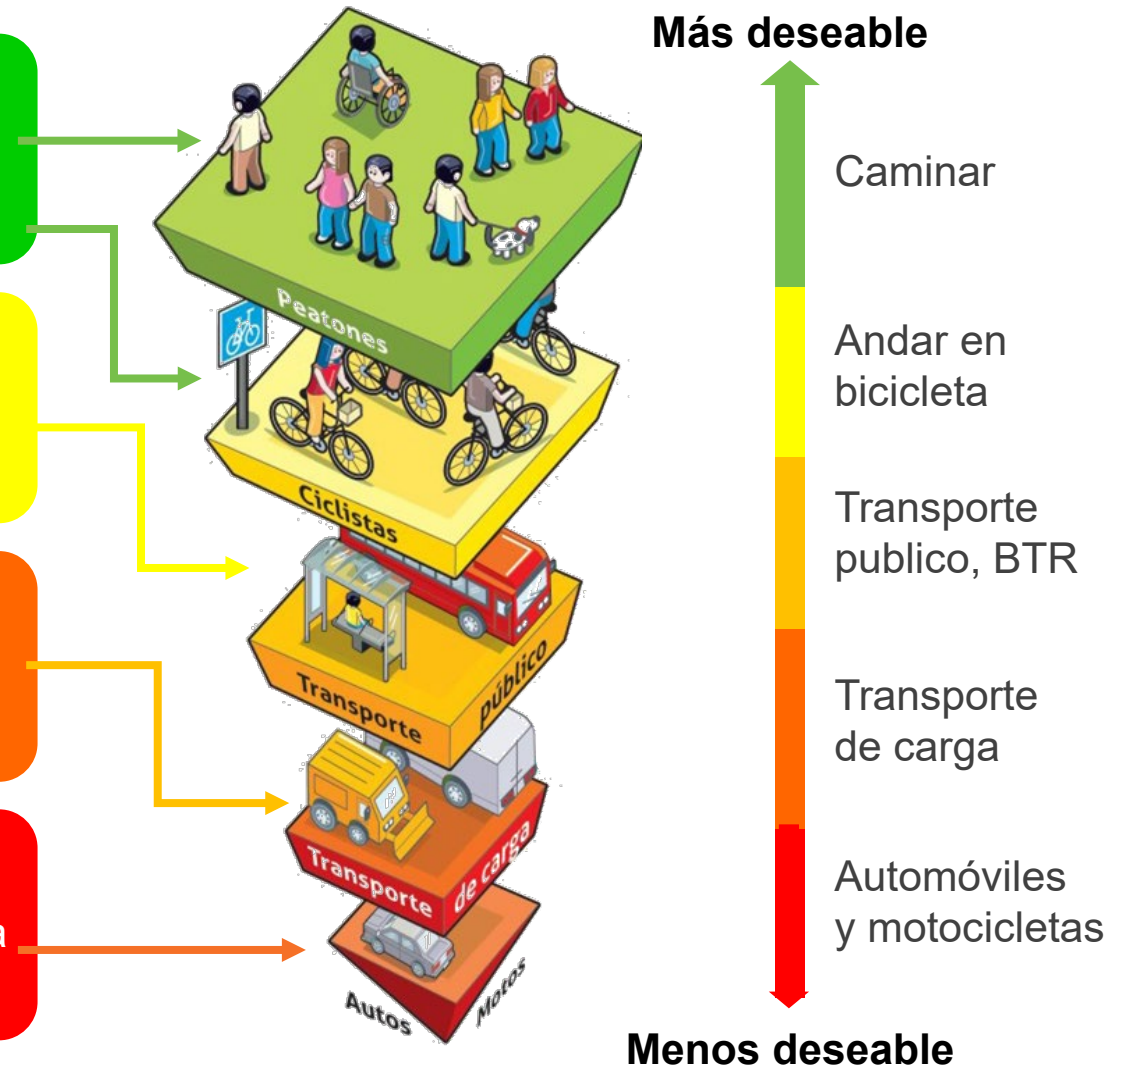 Más deseable
Caminar
Andar en
bicicleta
Transporte
publico, BTR
Transporte
de carga
Automóviles
y motocicletas
Menos deseable
Peatones
Ciclistas
Transporte público
Transporte de carga
Autos Motos
a